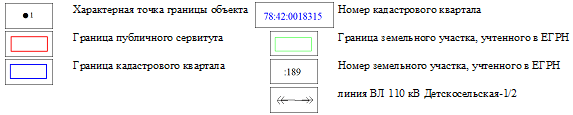 ●1 Характерная точка границы объекта
Граница публичного сервитута
Граница кадастрового квартала
78:42:0018315 Номер кадастрового квартала
Граница земельного участка, учтенного в ЕГРН
:189 Номер земельного участка, учтенного в ЕГРН
линия ВЛ 110 кВ Детскосельская-1/2